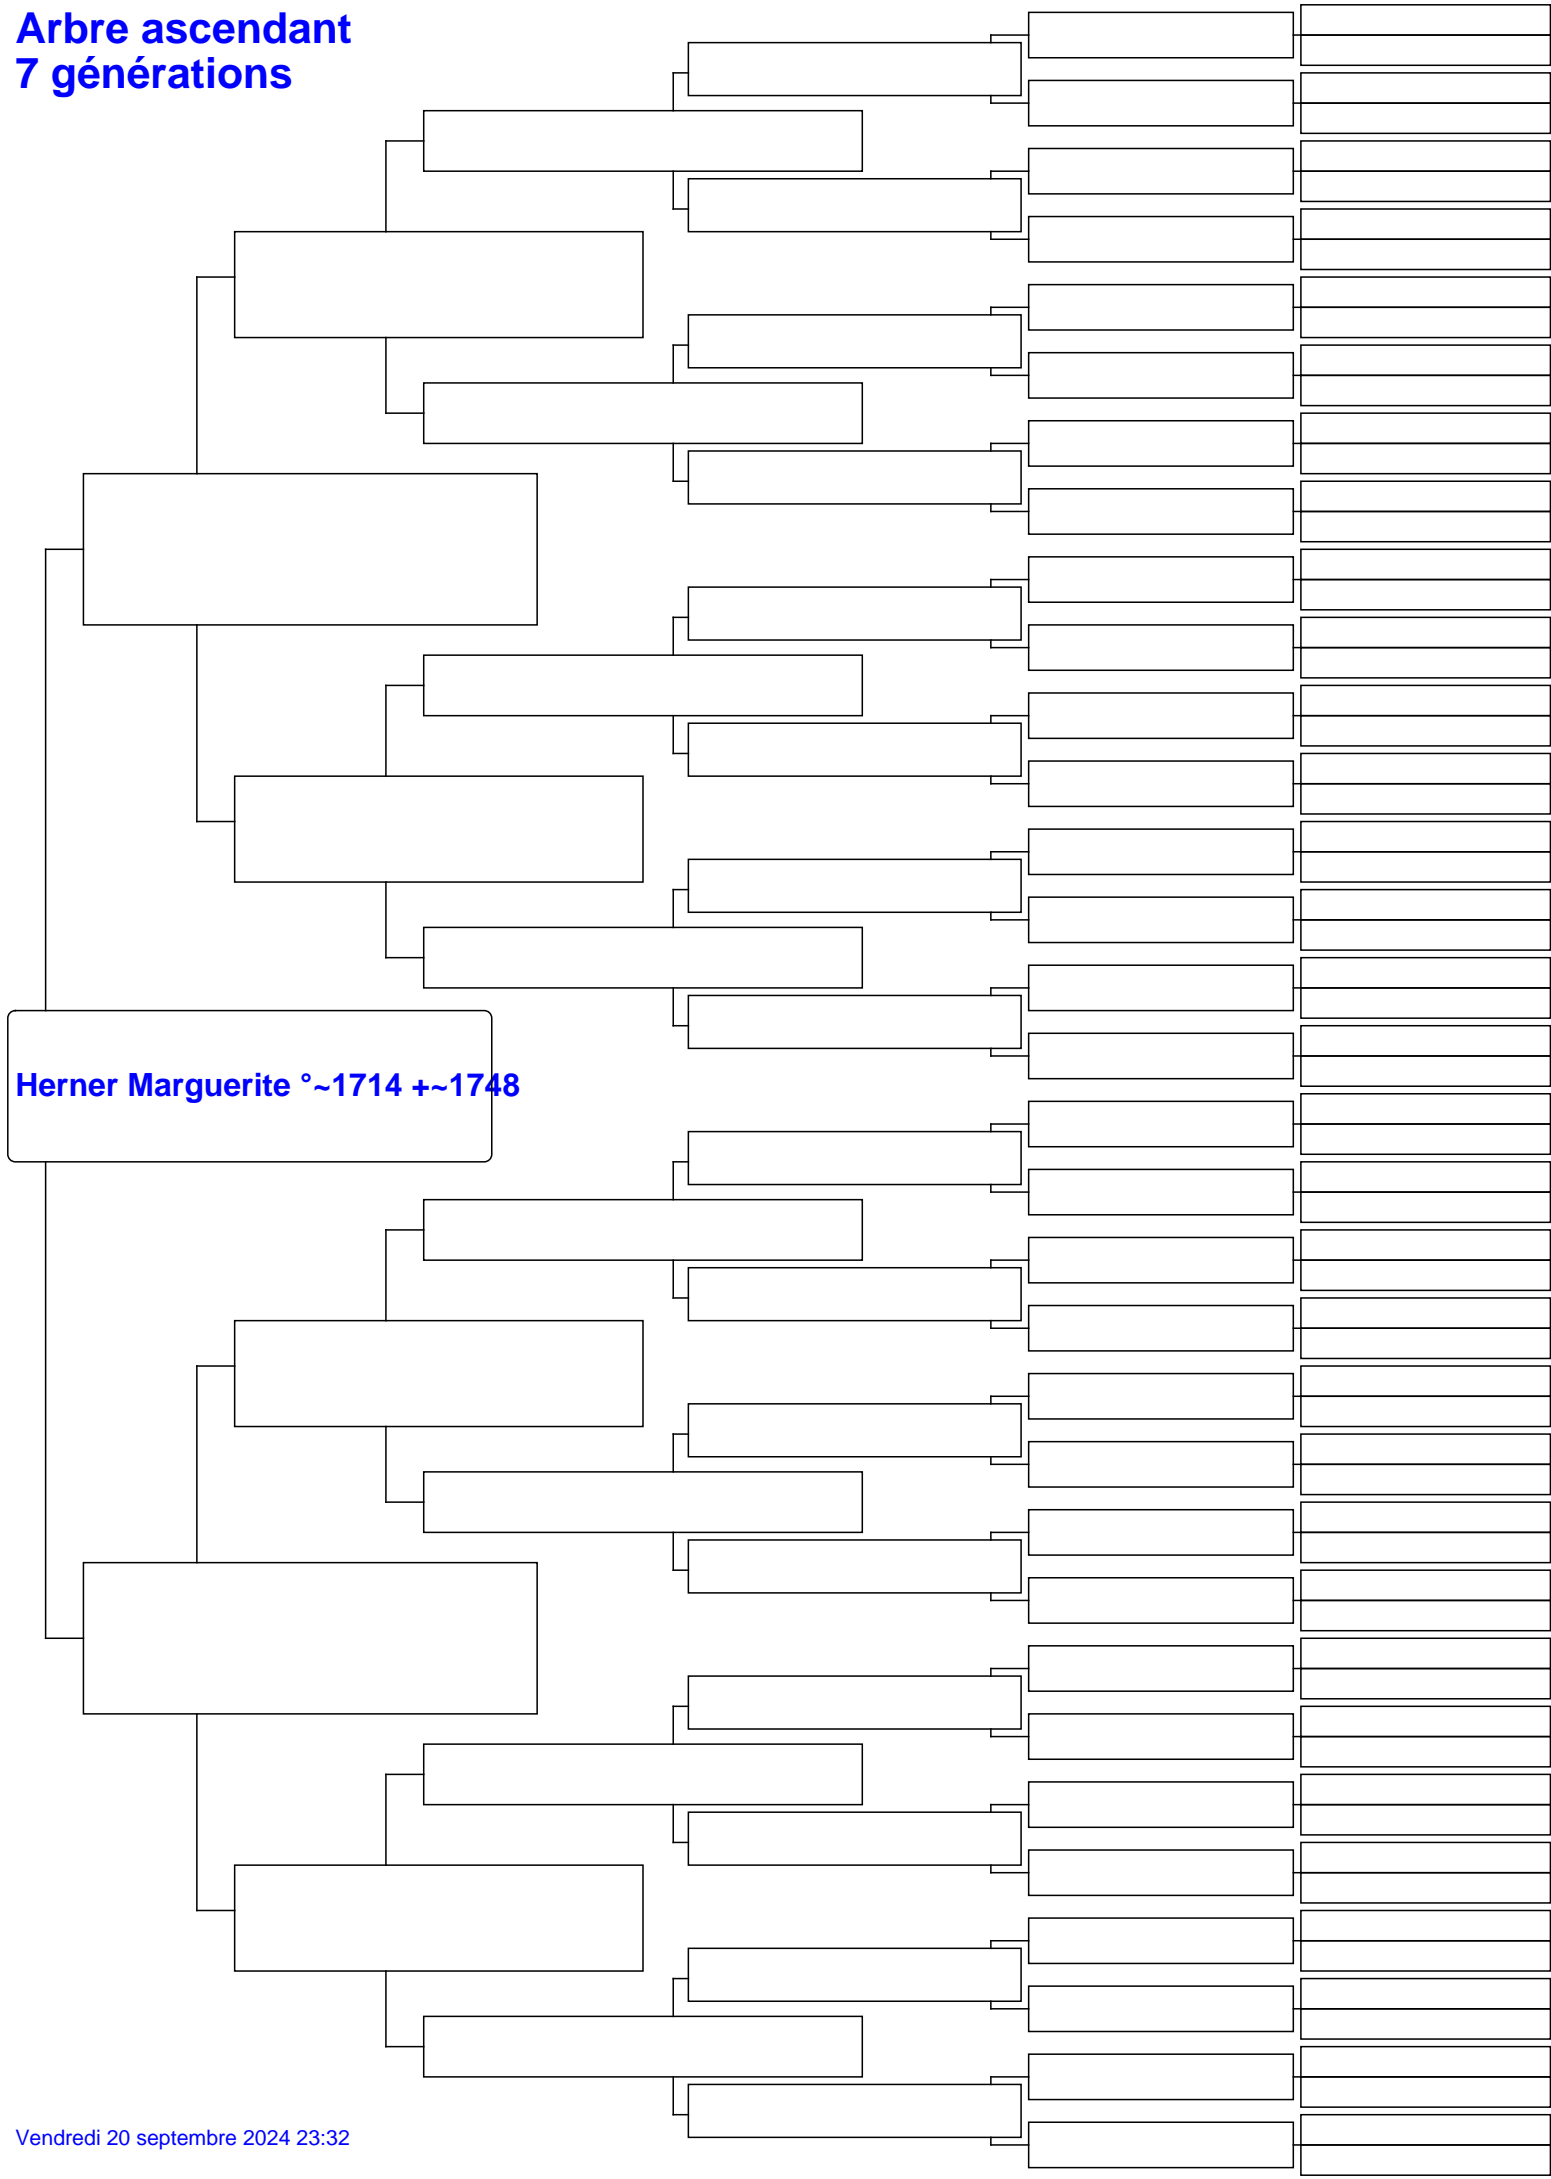 Arbre ascendant
7 générations
Herner Marguerite °~1714 +~1748
Vendredi 20 septembre 2024 23:32